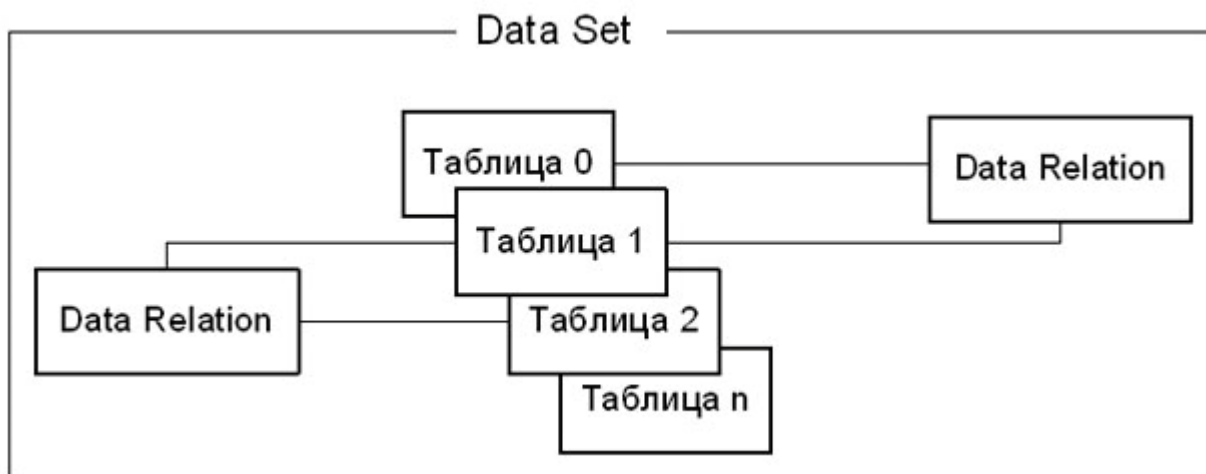 Data Set
Таблица 0
Data Relation
Таблица 1
Data Relation
Таблица 2
Таблица n